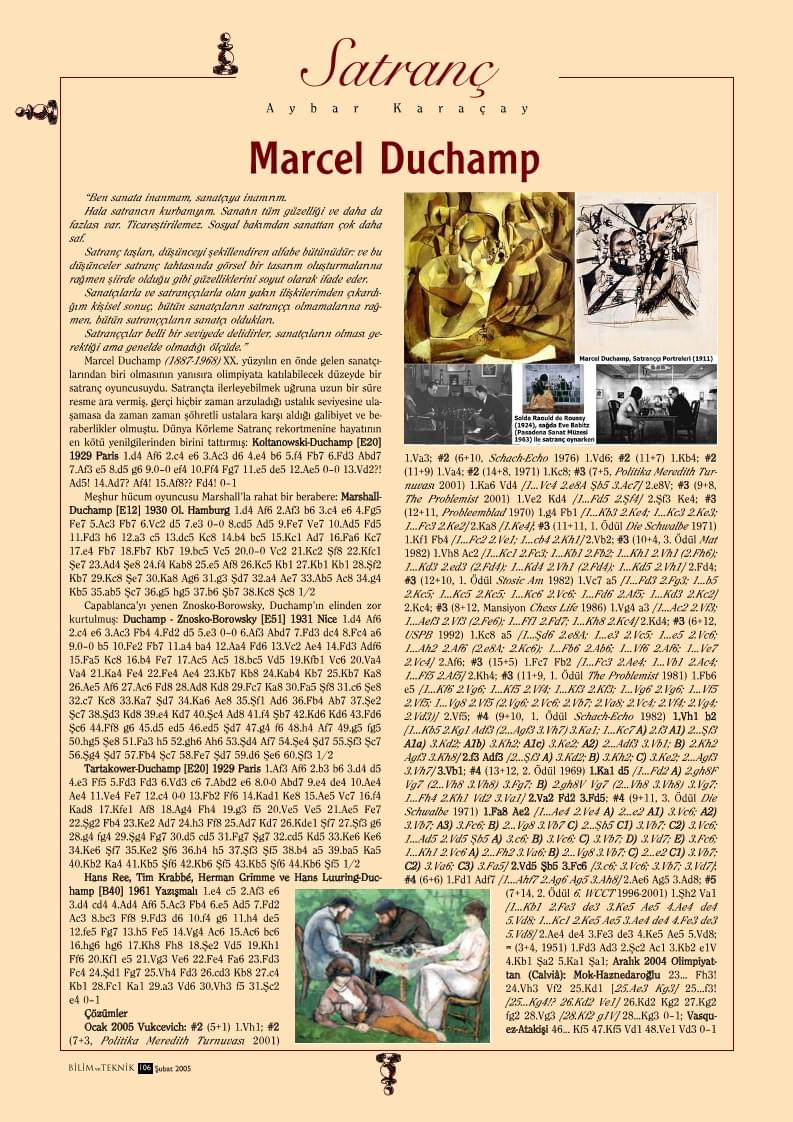 Satranç
Aybar Karaçay
Marcel Duchamp
"Ben sanata inanmam, sanatçıya inanırım.
Hala satrancın kurbanıyım. Sanatın tüm güzelliği ve daha da
fazlası var. Ticareştirilemez. Sosyal bakımdan sanattan çok daha
saf.
Satranç taşları, düşünceyi şekillendiren alfabe bütünüdür: ve bu
düşünceler satranç tahtasında görsel bir tasarım oluşturmalarına
rağmen şiirde olduğu gibi güzelliklerini soyut olarak ifade eder.
Sanatçılarla ve satrançcılarla olan yakın ilişkilerimden çıkardı-
ğım kişisel sonuç, bütün sanatçıların satrançcı olmamalarına rağ-
men, bütün satrançcıların sanatçı oldukları.
Satrançcılar belli bir seviyede delidirler, sanatçıların olması ge-
rektiği ama genelde olmadığı ölçüde."
Marcel Duchamp (1887-1968) XX. yüzyılın en önde gelen sanatçı-
larından biri olmasının yanısıra olimpiyata katılabilecek düzeyde bir
satranç oyuncusuydu. Satrançta ilerleyebilmek uğruna uzun bir süre
resme ara vermiş, gerçi hiçbir zaman arzuladığı ustalık seviyesine ula-
şamasa da zaman zaman şöhretli ustalara karşı aldığı galibiyet ve be-
raberlikler olmuştu. Dünya Körleme Satranç rekortmenine hayatının
en kötü yenilgilerinden birini tattırmış: Koltanowski-Duchamp [E20]
1929 Paris 1.d4 Af6 2.c4 e6 3.Ac3 d6 4.e4 b6 5.f4 Fb7 6.Fd3 Abd7
7.Af3 e5 8.d5 g6 9.0-0 ef4 10.Ff4 Fg7 11.e5 de5 12.Ae5 0-0 13.Vd2?!
Ad5! 14.Ad7? Af4! 15.Af8?? Fd4! 0-1
Meşhur hücum oyuncusu Marshall'la rahat bir berabere: Marshall-
Duchamp [E12] 1930 Ol. Hamburg 1.d4 Af6 2.Af3 b6 3.c4 e6 4.Fg5
Fe7 5.Ac3 Fb7 6.Vc2 d5 7.e3 0-0 8.cd5 Ad5 9.Fe7 Ve7 10.Ad5 Fd5
11.Fd3 h6 12.a3 c5 13.dc5 Kc8 14.b4 bc5 15.Kc1 Ad7 16.Fa6 Kc7
17.e4 Fb7 18.Fb7 Kb7 19.bc5 Vc5 20.0-0 Vc2 21.Kc2 Şf8 22.Kfc1
Şe7 23.Ad4 Şe8 24.f4 Kab8 25.e5 Af8 26.Kc5 Kb1 27.Kb1 Kb1 28.Şf2
Kb7 29.Kc8 Şe7 30.Ka8 Ag6 31.g3 Şd7 32.a4 Ae7 33.Ab5 Ac8 34.g4
Kb5 35.ab5 Şc7 36.g5 hg5 37.b6 Şb7 38.Kc8 Şc8 1/2
Capablanca'yı yenen Znosko-Borowsky, Duchamp'ın elinden zor
kurtulmuş: Duchamp - Znosko-Borowsky [E51] 1931 Nice 1.d4 Af6
2.c4 e6 3.Ac3 Fb4 4.Fd2 d5 5.e3 0-0 6.Af3 Abd7 7.Fd3 dc4 8.Fc4 a6
9.0-0 b5 10.Fe2 Fb7 11.a4 ba4 12.Aa4 Fd6 13.Vc2 Ae4 14.Fd3 Adf6
15.Fa5 Kc8 16.b4 Fe7 17.Ac5 Ac5 18.bc5 Vd5 19.Kfb1 Vc6 20.Va4
Va4 21.Ka4 Fe4 22.Fe4 Ae4 23.Kb7 Kb8 24.Kab4 Kb7 25.Kb7 Ka8
26.Ae5 Af6 27.Ac6 Fd8 28.Ad8 Kd8 29.Fc7 Ka8 30.Fa5 Şf8 31.c6 Şe8
32.c7 Kc8 33.Ka7 Şd7 34.Ka6 Ae8 35.Şf1 Ad6 36.Fb4 Ab7 37.Şe2
Şc7 38.Şd3 Kd8 39.e4 Kd7 40.Şc4 Ad8 41.f4 Şb7 42.Kd6 Kd6 43.Fd6
Şc6 44.Ff8 g6 45.d5 ed5 46.ed5 Şd7 47.g4 f6 48.h4 Af7 49.g5 fg5
50.hg5 Şe8 51.Fa3 h5 52.gh6 Ah6 53.Şd4 Af7 54.Şe4 Şd7 55.Şf3 Şc7
56.Şg4 Şd7 57.Fb4 Şc7 58.Fe7 Şd7 59.d6 Şe6 60.Şf3 1/2
Tartakower-Duchamp [E20] 1929 Paris 1.Af3 Af6 2.b3 b6 3.d4 d5
4.e3 Ff5 5.Fd3 Fd3 6.Vd3 c6 7.Abd2 e6 8.0-0 Abd7 9.e4 de4 10.Ae4
Ae4 11.Ve4 Fe7 12.c4 0-0 13.Fb2 Ff6 14.Kad1 Ke8 15.Ae5 Vc7 16.f4
Kad8 17.Kfe1 Af8 18.Ag4 Fh4 19.g3 f5 20.Ve5 Ve5 21.Ae5 Fe7
22.Şg2 Fb4 23.Ke2 Ad7 24.h3 Ff8 25.Ad7 Kd7 26.Kde1 Şf7 27.Şf3 g6
28.g4 fg4 29.Şg4 Fg7 30.d5 cd5 31.Fg7 Şg7 32.cd5 Kd5 33.Ke6 Ke6
34.Ke6 Şf7 35.Ke2 Şf6 36.h4 h5 37.Şf3 Şf5 38.b4 a5 39.ba5 Ka5
40.Kb2 Ka4 41.Kb5 Şf6 42.Kb6 Şf5 43.Kb5 Şf6 44.Kb6 Şf5 1/2
Hans Ree, Tim Krabbé, Herman Grimme ve Hans Luuring-Duc-
hamp [B40] 1961 Yazışmalı 1.e4 c5 2.Af3 e6
3.d4 cd4 4.Ad4 Af6 5.Ac3 Fb4 6.e5 Ad5 7.Fd2
Ac3 8.bc3 Ff8 9.Fd3 d6 10.f4 g6 11.h4 de5
12.fe5 Fg7 13.h5 Fe5 14.Vg4 Ac6 15.Ac6 bc6
16.hg6 hg6 17.Kh8 Fh8 18.Şe2 Vd5 19.Kh1
Ff6 20.Kf1 e5 21.Vg3 Ve6 22.Fe4 Fa6 23.Fd3
Fc4 24.Şd1 Fg7 25.Vh4 Fd3 26.cd3 Kb8 27.c4
Kb1 28.Fc1 Ka1 29.a3 Vd6 30.Vh3 f5 31.Şc2
e4 0-1
Çözümler
Ocak 2005 Vukcevich: #2 (5+1) 1.Vh1; #2
(7+3, Politika Meredith Turnuvası 2001)
Marcel Duchamp, Satrançcı Portreleri (1911)
Solda Raould de Roussy
(1924), sağda Eve Babitz
(Pasadena Sanat Müzesi
1963) ile satranç oynarken
1.Va3; #2 (6+10, Schach-Echo 1976) 1.Vd6; #2 (11+7) 1.Kb4; #2
(11+9) 1.Va4; #2 (14+8, 1971) 1.Kc8; #3 (7+5, Politika Meredith Tur-
nuvası 2001) 1.Ka6 Vd4 [1...Vc4 2.e8A Şb5 3.Ac7] 2.e8V; #3 (9+8,
The Problemist 2001) 1.Ve2 Kd4 [1...Fd5 2.Şf4] 2.Şf3 Ke4; #3
(12+11, Probleemblad 1970) 1.g4 Fb1 [1...Kb3 2.Ke4; 1...Kc3 2.Ke3;
1...Fc3 2.Ke2] 2.Ka8 [1.Ke4]; #3 (11+11, 1. Ödül Die Schwalbe 1971)
1.Kf1 Fb4 [1...Fc2 2.Ve1; 1...cb4 2.Kh1] 2.Vb2; #3 (10+4, 3. Ödül Mat
1982) 1.Vh8 Ac2 [1...Kc1 2.Fc3; 1...Kb1 2.Fb2; 1...Kh1 2.Vh1 (2.Fh6);
1...Kd3 2.ed3 (2.Fd4); 1...Kd4 2.Vh1 (2.Fd4); 1...Kd5 2.Vh1] 2.Fd4;
#3 (12+10, 1. Ödül Stosic Am 1982) 1.Vc7 a5 [1...Fd3 2.Fg3; 1...b5
2.Kc5; 1...Kc5 2.Kc5; 1...Kc6 2.Vc6; 1...Fd6 2.Af5; 1...Kd3 2.Kc2]
2.Kc4; #3 (8+12, Mansiyon Chess Life 1986) 1.Vg4 a3 [1...Ac2 2.Vf3;
1...Aef3 2.Vf3 (2.Fe6); 1...Ff1 2.Fd7; 1...Kh8 2.Kc4] 2.Kd4; #3 (6+12,
USPB 1992) 1.Kc8 a5 [1...Şd6 2.e8A; 1...e3 2.Vc5; 1...e5 2.Vc6;
1...Ah2 2.Af6 (2.e8A; 2.Kc6); 1...Fb6 2.Ab6; 1...Vf6 2.Af6; 1...Ve7
2.Vc4] 2.Af6; #3 (15+5) 1.Fc7 Fb2 [1...Fc3 2.Ae4; 1...Vb1 2.Ac4;
1...Ff5 2.Af5] 2.Kh4; #3 (11+9, 1. Ödül The Problemist 1981) 1.Fb6
e5 [1...Kf6 2.Vg6; 1...Kf5 2.Vf4; 1...Kf3 2.Kf3; 1...Vg6 2.Vg6; 1...Vf5
2.Vf5; 1...Vg8 2.Vf5 (2.Vg6; 2.Vc6; 2.Vb7; 2.Va8; 2.Vc4; 2.Vf4; 2.Vg4;
2.Vd3)] 2.Vf5; #4 (9+10, 1. Ödül Schach-Echo 1982) 1.Vh1 b2
[1...Kb5 2.Kg1 Adf3 (2...Agf3 3.Vh7) 3.Ka1; 1...Kc7 A) 2.f3 A1) 2...Şf3
A1a) 3.Kd2; A1b) 3.Kh2; A1c) 3.Ke2; A2) 2...Adf3 3.Vb1; B) 2.Kh2
Agf3 3.Kh8] 2.f3 Adf3 [2...Şf3 A) 3.Kd2; B) 3.Kh2; C) 3.Ke2; 2...Agf3
3.Vh7] 3.Vb1; #4 (13+12, 2. Ödül 1969) 1.Ka1 d5 [1...Fd2 A) 2.gh8F
Vg7 (2...Vh8 3.Vh8) 3.Fg7; B) 2.gh8V Vg7 (2...Vh8 3.Vh8) 3.Vg7;
1...Fh4 2.Kh1 Vd2 3.Va1] 2.Va2 Fd2 3.Fd5; #4 (9+11, 3. Ödül Die
Schwalbe 1971) 1.Fa8 Ae2 [1...Ae4 2.Ve4 A) 2...e2 A1) 3.Vc6; A2)
3.Vb7; A3) 3.Fc6; B) 2...Vg8 3.Vb7 C) 2...Şb5 C1) 3.Vb7; C2) 3.Vc6;
1...Ad5 2.Vd5 Şb5 A) 3.c6; B) 3.Vc6; C) 3.Vb7; D) 3.Vd7; E) 3.Fc6;
1...Kh1 2.Vc6 A) 2...Fh2 3.Va6; B) 2...Vg8 3.Vb7; C) 2...e2 C1) 3.Vb7;
C2) 3.Va6; C3) 3.Fa5] 2.Vd5 Şb5 3.Fc6 [3.c6; 3.Vc6; 3.Vb7; 3.Vd7];
#4 (6+6) 1.Fd1 Adf7 [1...Ahf7 2.Ag6 Ag5 3.Ah8] 2.Ae6 Ag5 3.Ad8; #5
(7+14, 2. Ödül 6. WCCT 1996-2001) 1.Şh2 Va1
[1...Kb1 2.Fe3 de3 3.Ke5 Ae5 4.Ae4 de4
5.Vd8; 1...Kc1 2.Ke5 Ae5 3.Ae4 de4 4.Fe3 de3
5.Vd8] 2.Ae4 de4 3.Fe3 de3 4.Ke5 Ae5 5.Vd8;
= (3+4, 1951) 1.Fd3 Ad3 2.Şc2 Ac1 3.Kb2 e1V
4.Kb1 Şa2 5.Ka1 Şa1; Aralık 2004 Olimpiyat-
tan (Calviâ): Mok-Haznedaroğlu 23... Fh3!
24.Vh3 Vf2 25.Kd1 [25.Ae3 Kg3] 25...f3!
[25...Kg4!? 26.Kd2 Ve1] 26.Kd2 Kg2 27.Kg2
fg2 28.Vg3 [28.Kf2 g1V] 28...Kg3 0-1; Vasqu-
ez-Atakişi 46... Kf5 47.Kf5 Vd1 48.Ve1 Vd3 0-1
BİLİM ve TEKNİK 106 Şubat 2005